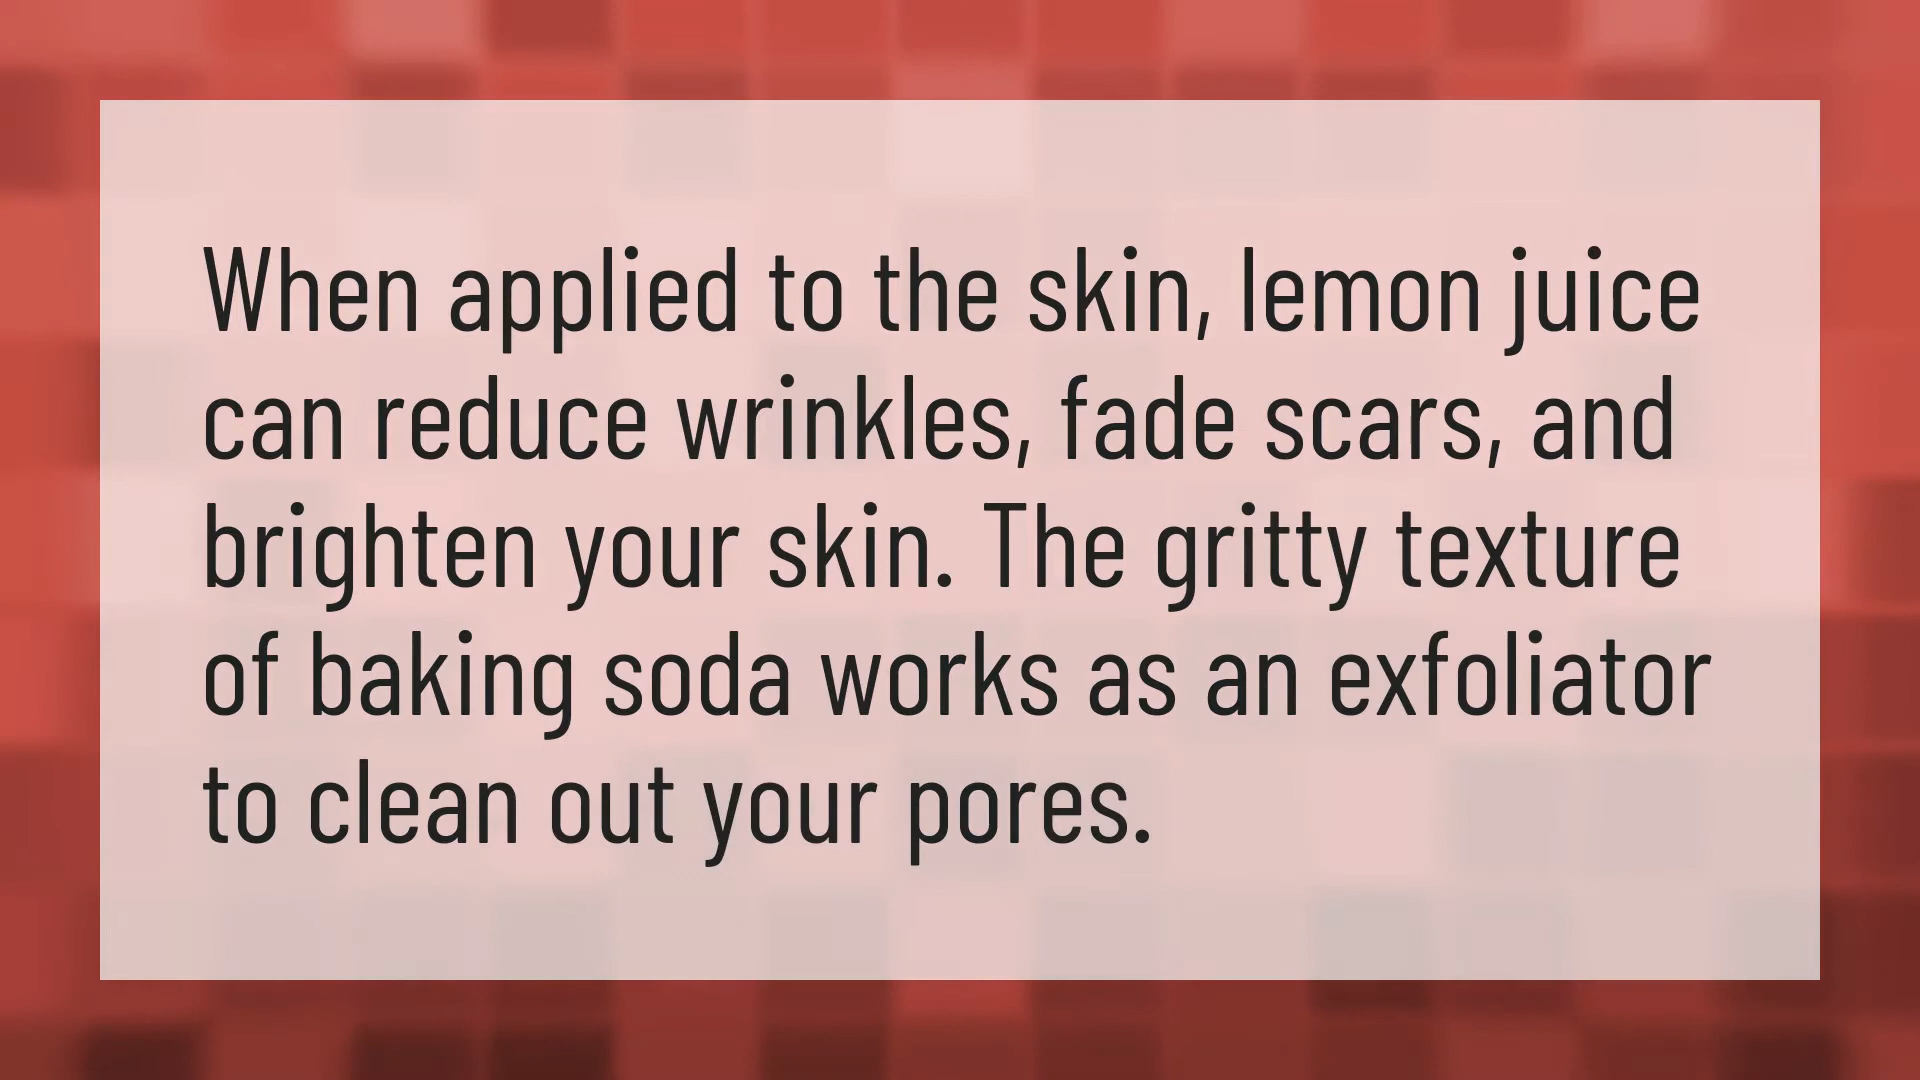 When applied to the skin, lemon juice
can reduce wrinkles, fade scars, and
brighten your skin. The gritty texture
of baking soda works as an exfoliator
to clean out your pores.